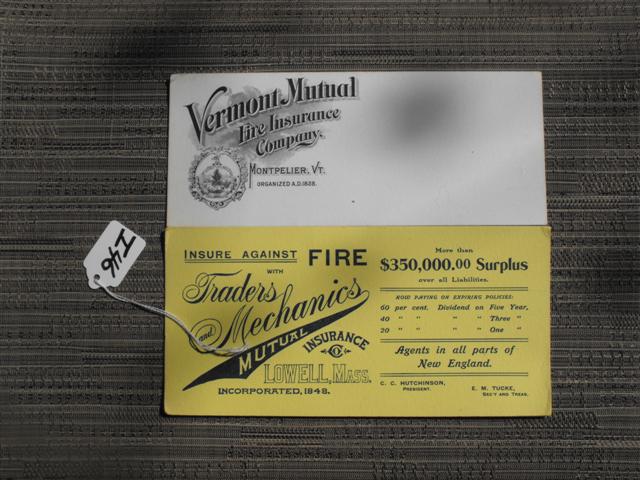 Vermont Mutual
Fire Insurance
Company.
MONTPELIER, VT.
ORGANIZED A.D. 1828.
I46
INSURE AGAINST FIRE
WITH
Traders
and Mechanics
MUTUAL
INSURANCE
Co.
LOWELL, MASS.
INCORPORATED, 1848.
More than
$350,000.00 Surplus
over all Liabilities.
NOW PAYING ON EXPIRING POLICIES:
60 per cent. Dividend on Five Year,
40 " " " " Three "
20 " " " " One "
Agents in all parts of
New England.
C. C. HUTCHINSON,
PRESIDENT.
E. M. TUCKE,
SEC'Y AND TREAS.